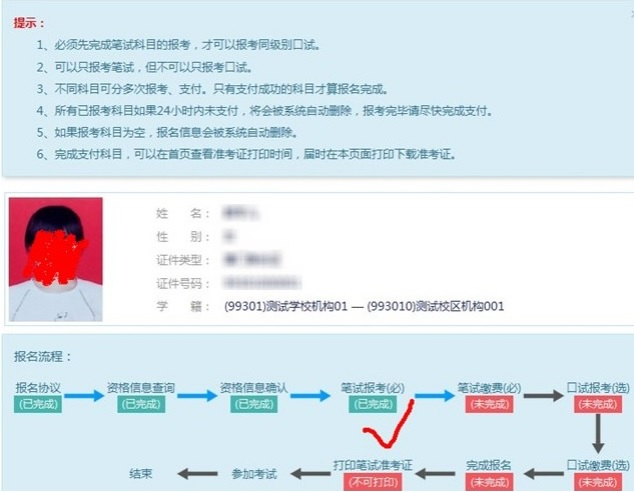 提示：
1、必须先完成笔试科目的报考，才可以报考同级别口试。
2、可以只报考笔试，但不可以只报考口试。
3、不同科目可分多次报考、支付。只有支付成功的科目才算报名完成。
4、所有已报考科目如果24小时内未支付，将会被系统自动删除，报考完毕请尽快完成支付。
5、如果报考科目为空，报名信息会被系统自动删除。
6、完成支付科目，可以在首页查看准考证打印时间，届时在本页面打印下载准考证。
姓 名：
性 别：
证件类型：
证件号码：
学 籍： (99301)测试学校机构01 — (993010)测试校区机构001
报名流程：
报名协议 资格信息查询 资格信息确认 笔试报考(必) 笔试缴费(必) 口试报考(选)
(已完成) (已完成) (已完成) (已完成) (未完成) (未完成)
结束 参加考试 打印笔试准考证 完成报名 口试缴费(选)
(不可打印) (未完成) (未完成)